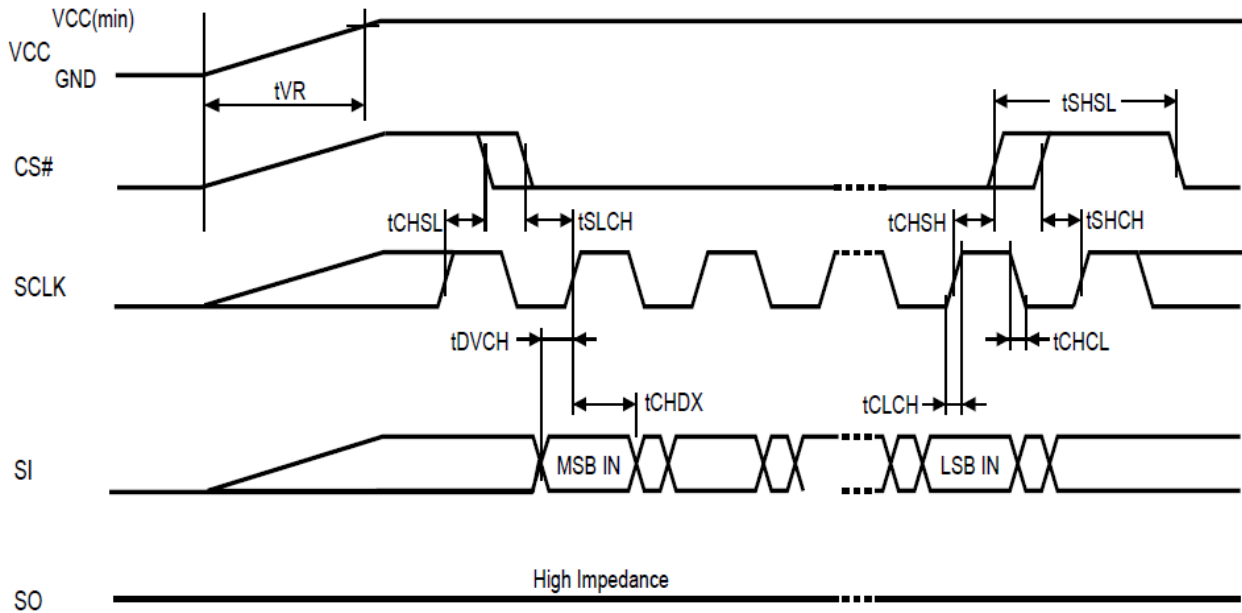 VCC(min)
VCC
GND
tVR
tSHSL
CS#
tCHSL
tSLCH
tCHSH
tSHCH
SCLK
tDVCH
tCHCL
tCHDX
tCLCH
SI
MSB IN
LSB IN
High Impedance
SO